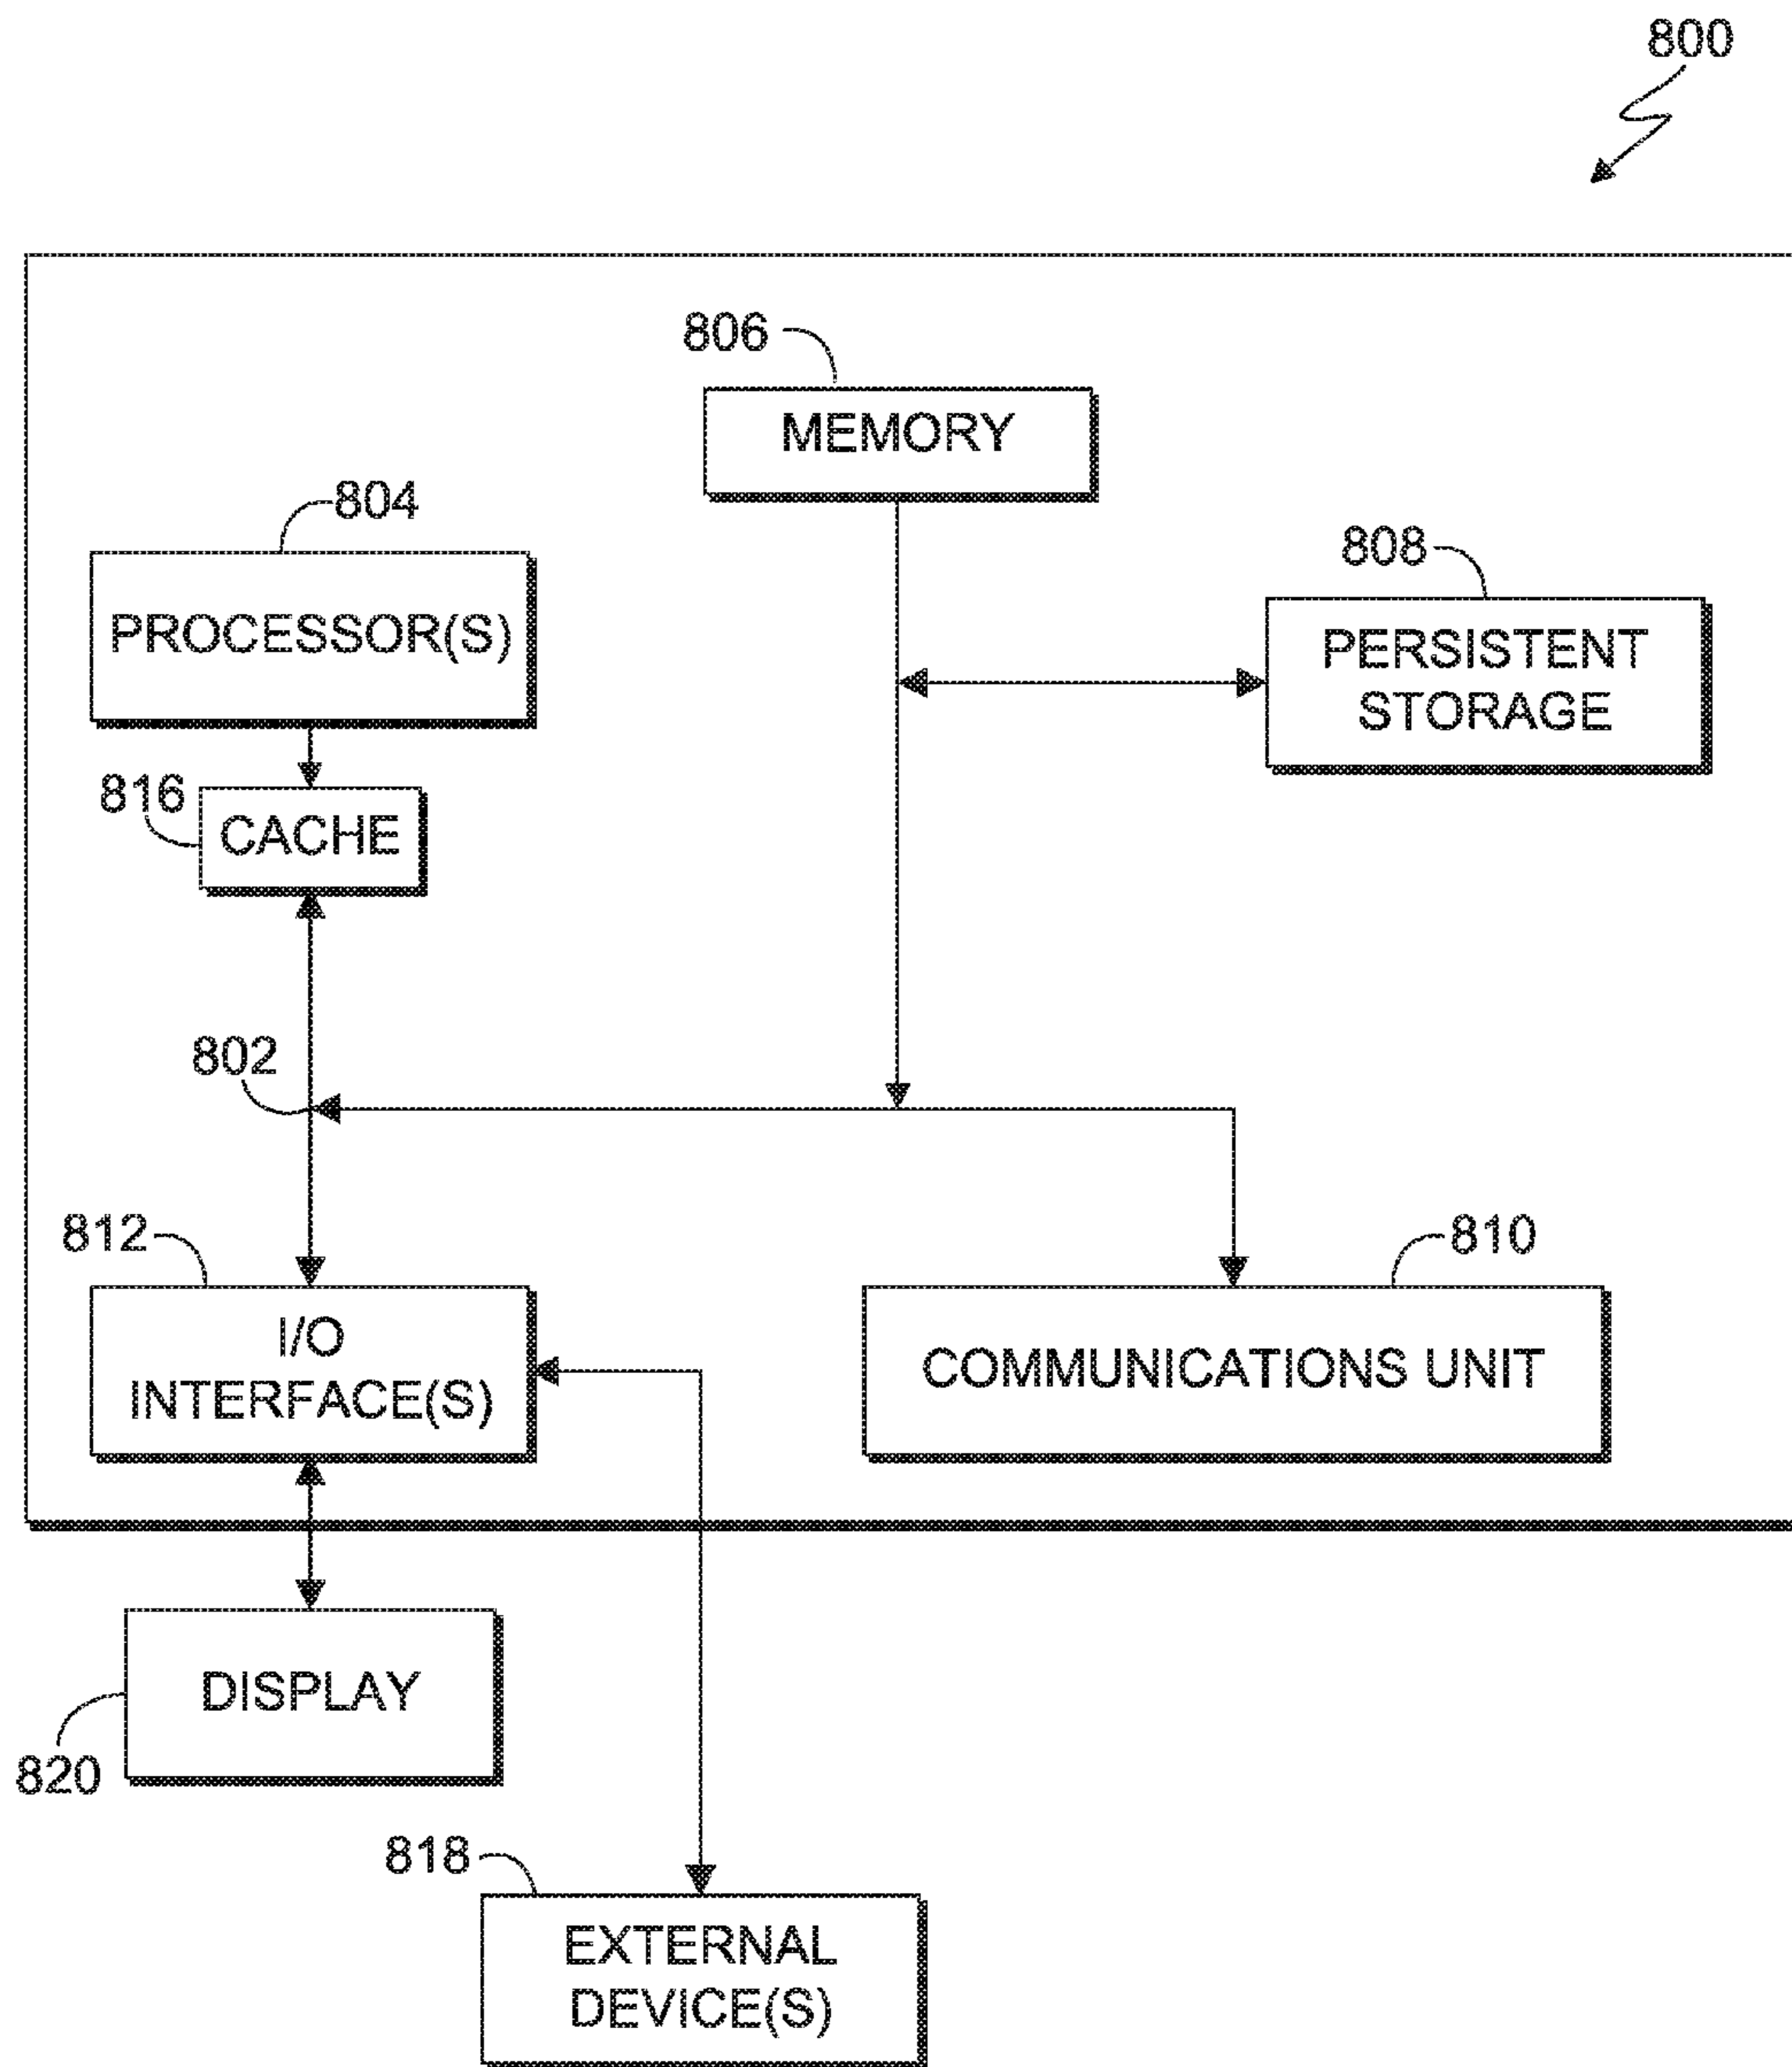 800
806
MEMORY
804
PROCESSOR(S)
808
PERSISTENT
STORAGE
816
CACHE
802
812
I/O
INTERFACE(S)
810
COMMUNICATIONS UNIT
DISPLAY
820
818
EXTERNAL
DEVICE(S)